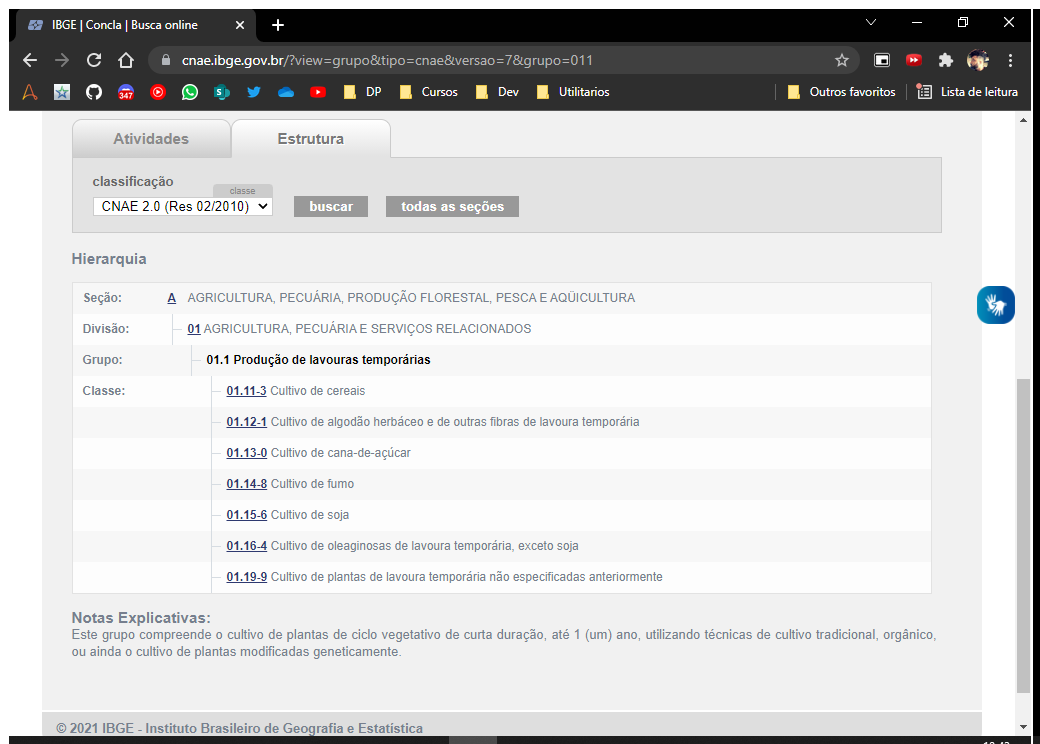 IBGE | Concla | Busca online
cnae.ibge.gov.br/?view=grupo&tipo=cnae&versao=7&grupo=011
347 S DP Cursos Dev Utilitarios Outros favoritos Lista de leitura
Atividades Estrutura
classificação
classe
CNAE 2.0 (Res 02/2010) buscar todas as seções
Hierarquia
Seção: A AGRICULTURA, PECUÁRIA, PRODUÇÃO FLORESTAL, PESCA E AQÜICULTURA
Divisão: 01 AGRICULTURA, PECUÁRIA E SERVIÇOS RELACIONADOS
Grupo: 01.1 Produção de lavouras temporárias
Classe: 01.11-3 Cultivo de cereais
01.12-1 Cultivo de algodão herbáceo e de outras fibras de lavoura temporária
01.13-0 Cultivo de cana-de-açúcar
01.14-8 Cultivo de fumo
01.15-6 Cultivo de soja
01.16-4 Cultivo de oleaginosas de lavoura temporária, exceto soja
01.19-9 Cultivo de plantas de lavoura temporária não especificadas anteriormente
Notas Explicativas:
Este grupo compreende o cultivo de plantas de ciclo vegetativo de curta duração, até 1 (um) ano, utilizando técnicas de cultivo tradicional, orgânico,
ou ainda o cultivo de plantas modificadas geneticamente.
© 2021 IBGE - Instituto Brasileiro de Geografia e Estatística